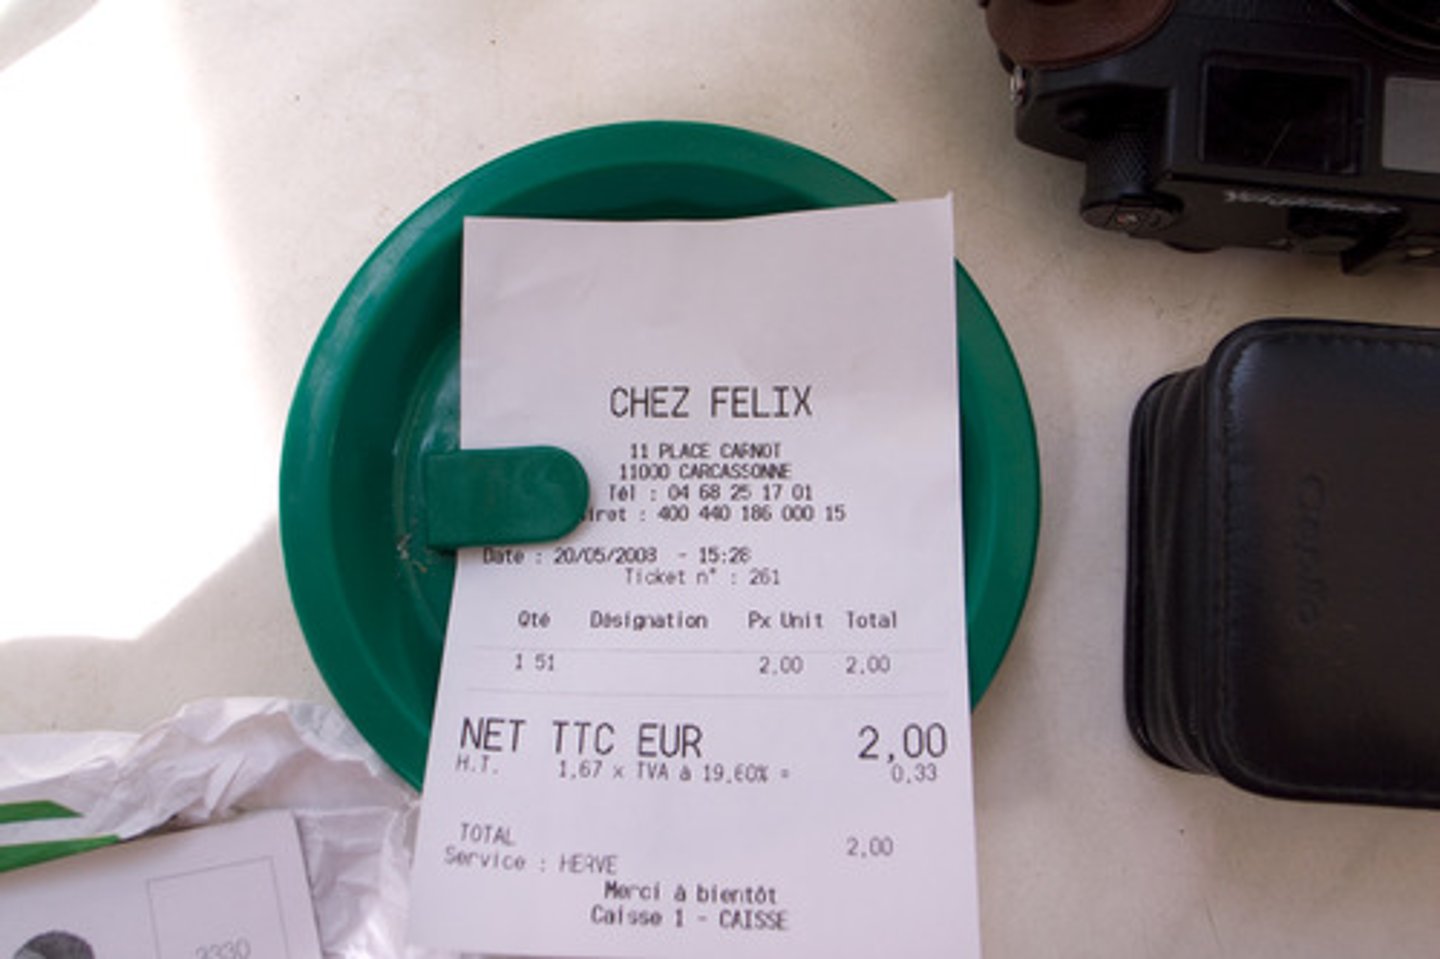 CHEZ FELIX
11 PLACE CARNOT
11000 CARCASSONNE
Tél : 04 68 25 17 01
iret : 400 440 186 000 15
Date : 20/05/2008 - 15:28
Ticket n° : 261
Qté Désignation Px Unit Total
1 51 2.00 2.00
NET TTC EUR 2,00
H.T. 1,67 x TVA à 19,60% = 0,33
TOTAL 2,00
Service : HERVE
Merci à bientôt
Caisse 1 - CAISSE
3330